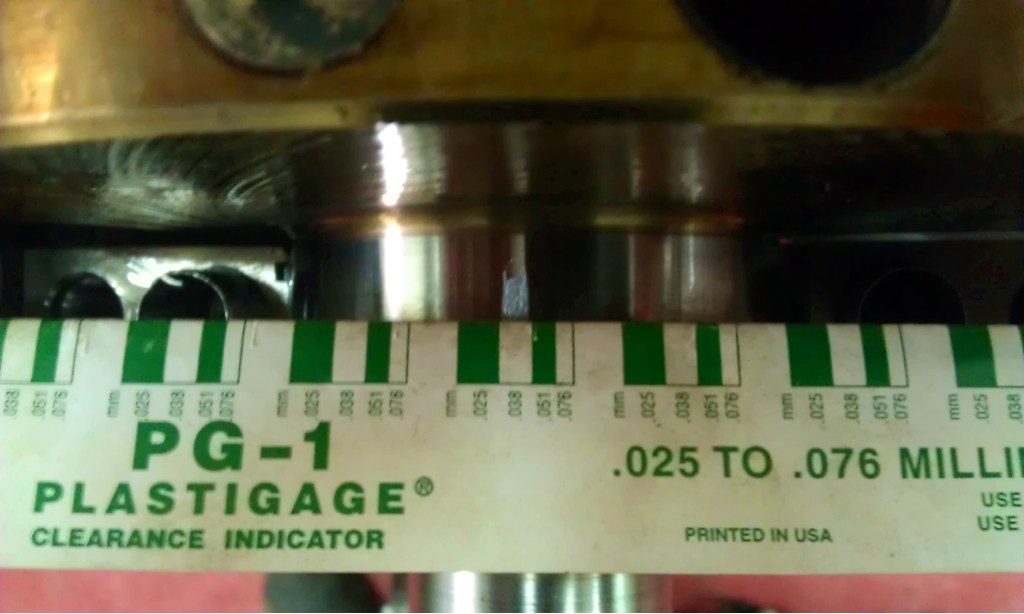 .038 .051 .076 mm .025 .038 .051 .076 mm .025 .038 .051 .076 mm .025 .038 .051 .076 mm .025 .038 .051 .076 mm .025 .038 .051 .076 mm .025 .038
PG-1
PLASTIGAGE®
CLEARANCE INDICATOR
.025 TO .076
USE
USE
PRINTED IN USA